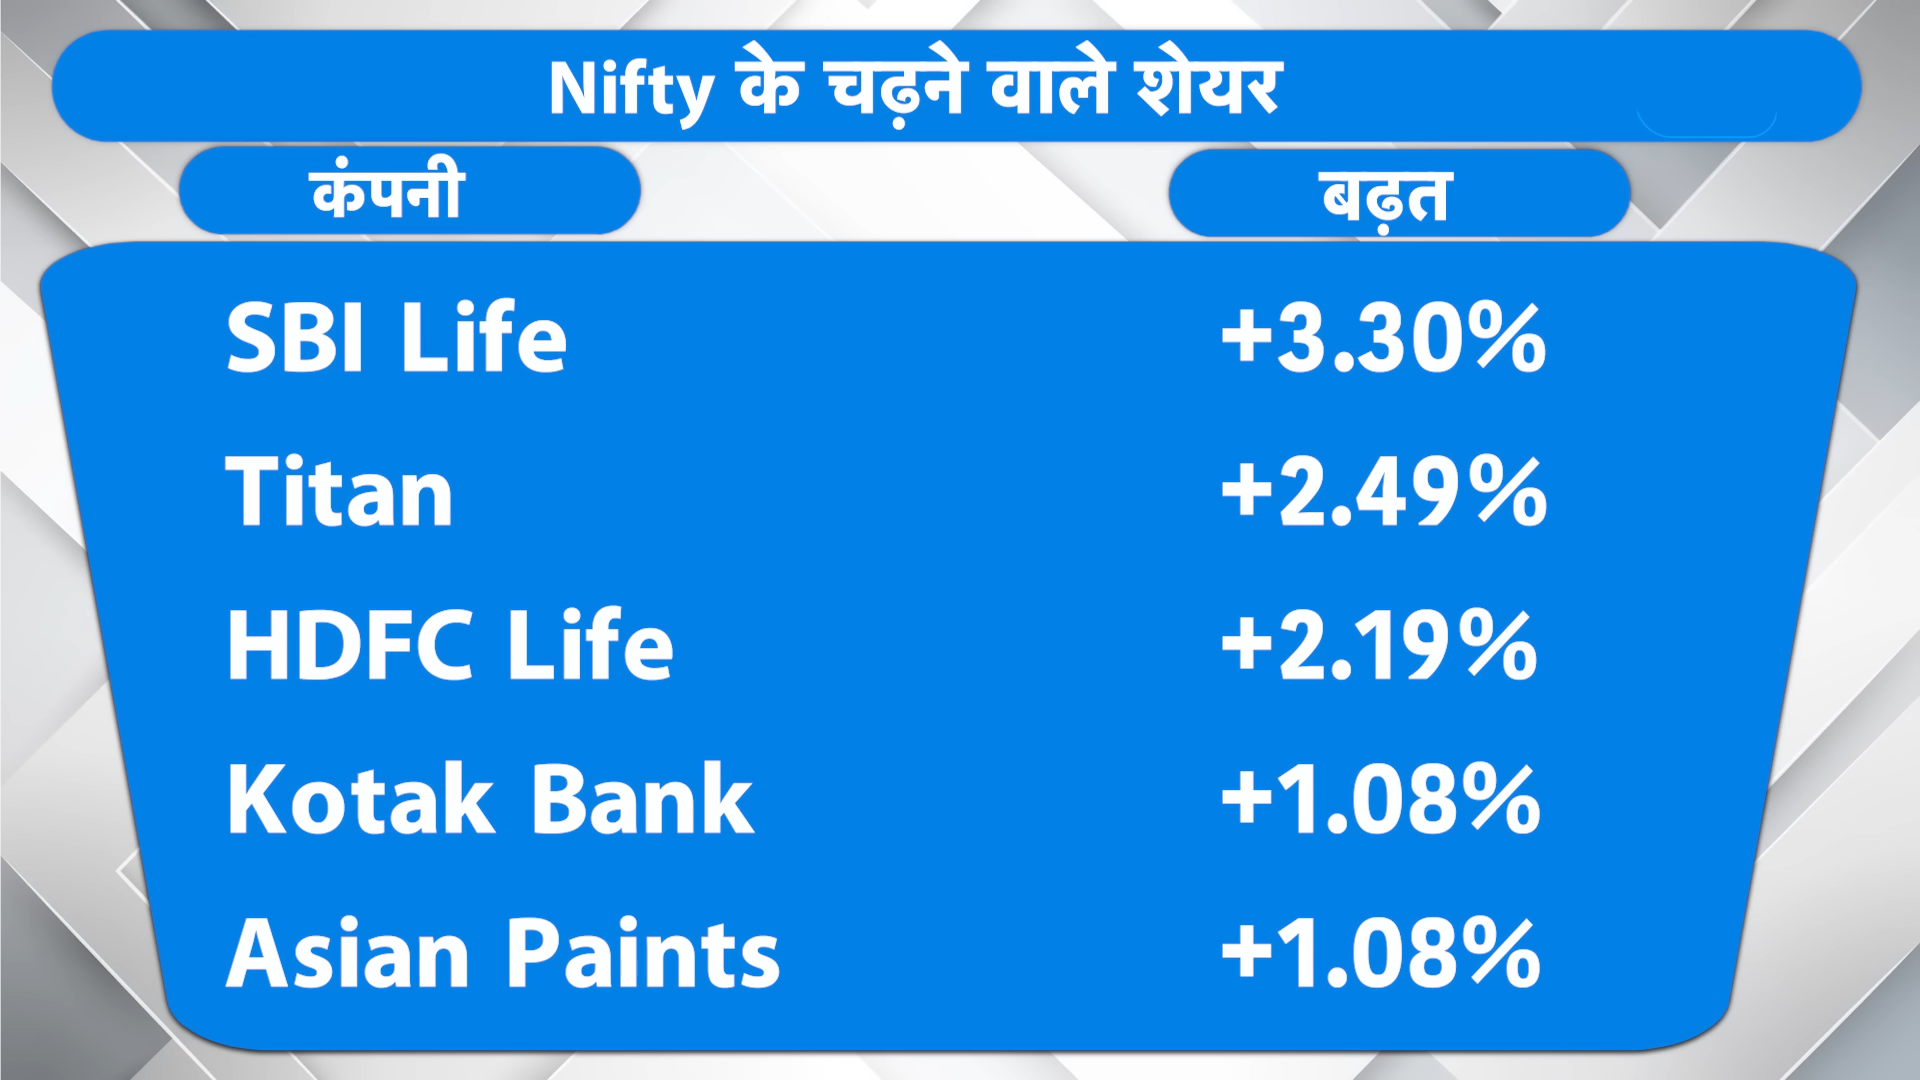 Nifty के चढ़ने वाले शेयर
कंपनी बढ़त
SBI Life +3.30%
Titan +2.49%
HDFC Life +2.19%
Kotak Bank +1.08%
Asian Paints +1.08%